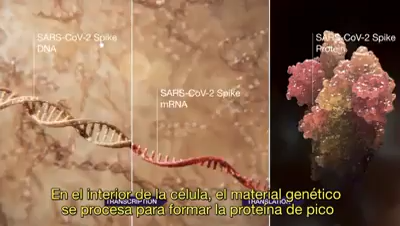 SARS-CoV-2 Spike
DNA
SARS-CoV-2 Spike
mRNA
SARS-CoV-2 Spike
Protein
TRANSCRIPTION
TRANSLATION
En el interior de la célula, el material genético
se procesa para formar la proteína de pico